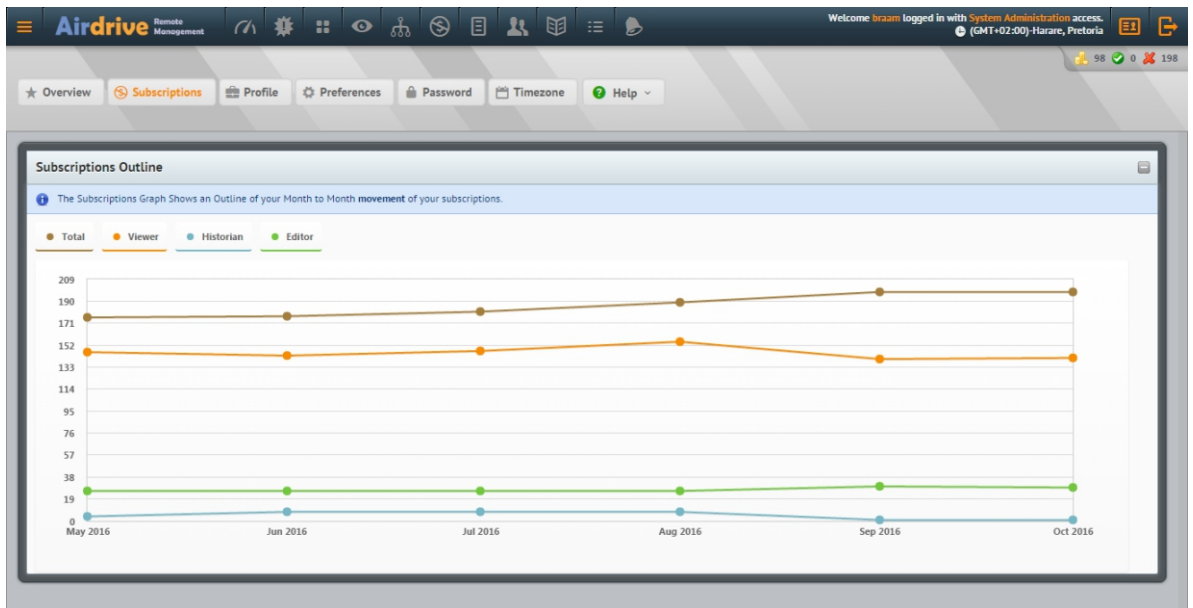 Airdrive Remote Management
Welcome braam logged in with System Administration access.
(GMT+02:00)-Harare, Pretoria
98 0 198
Overview Subscriptions Profile Preferences Password Timezone Help
Subscriptions Outline
The Subscriptions Graph Shows an Outline of your Month to Month movement of your subscriptions.
Total Viewer Historian Editor
209
190
171
152
133
114
95
76
57
38
19
0
May 2016 Jun 2016 Jul 2016 Aug 2016 Sep 2016 Oct 2016